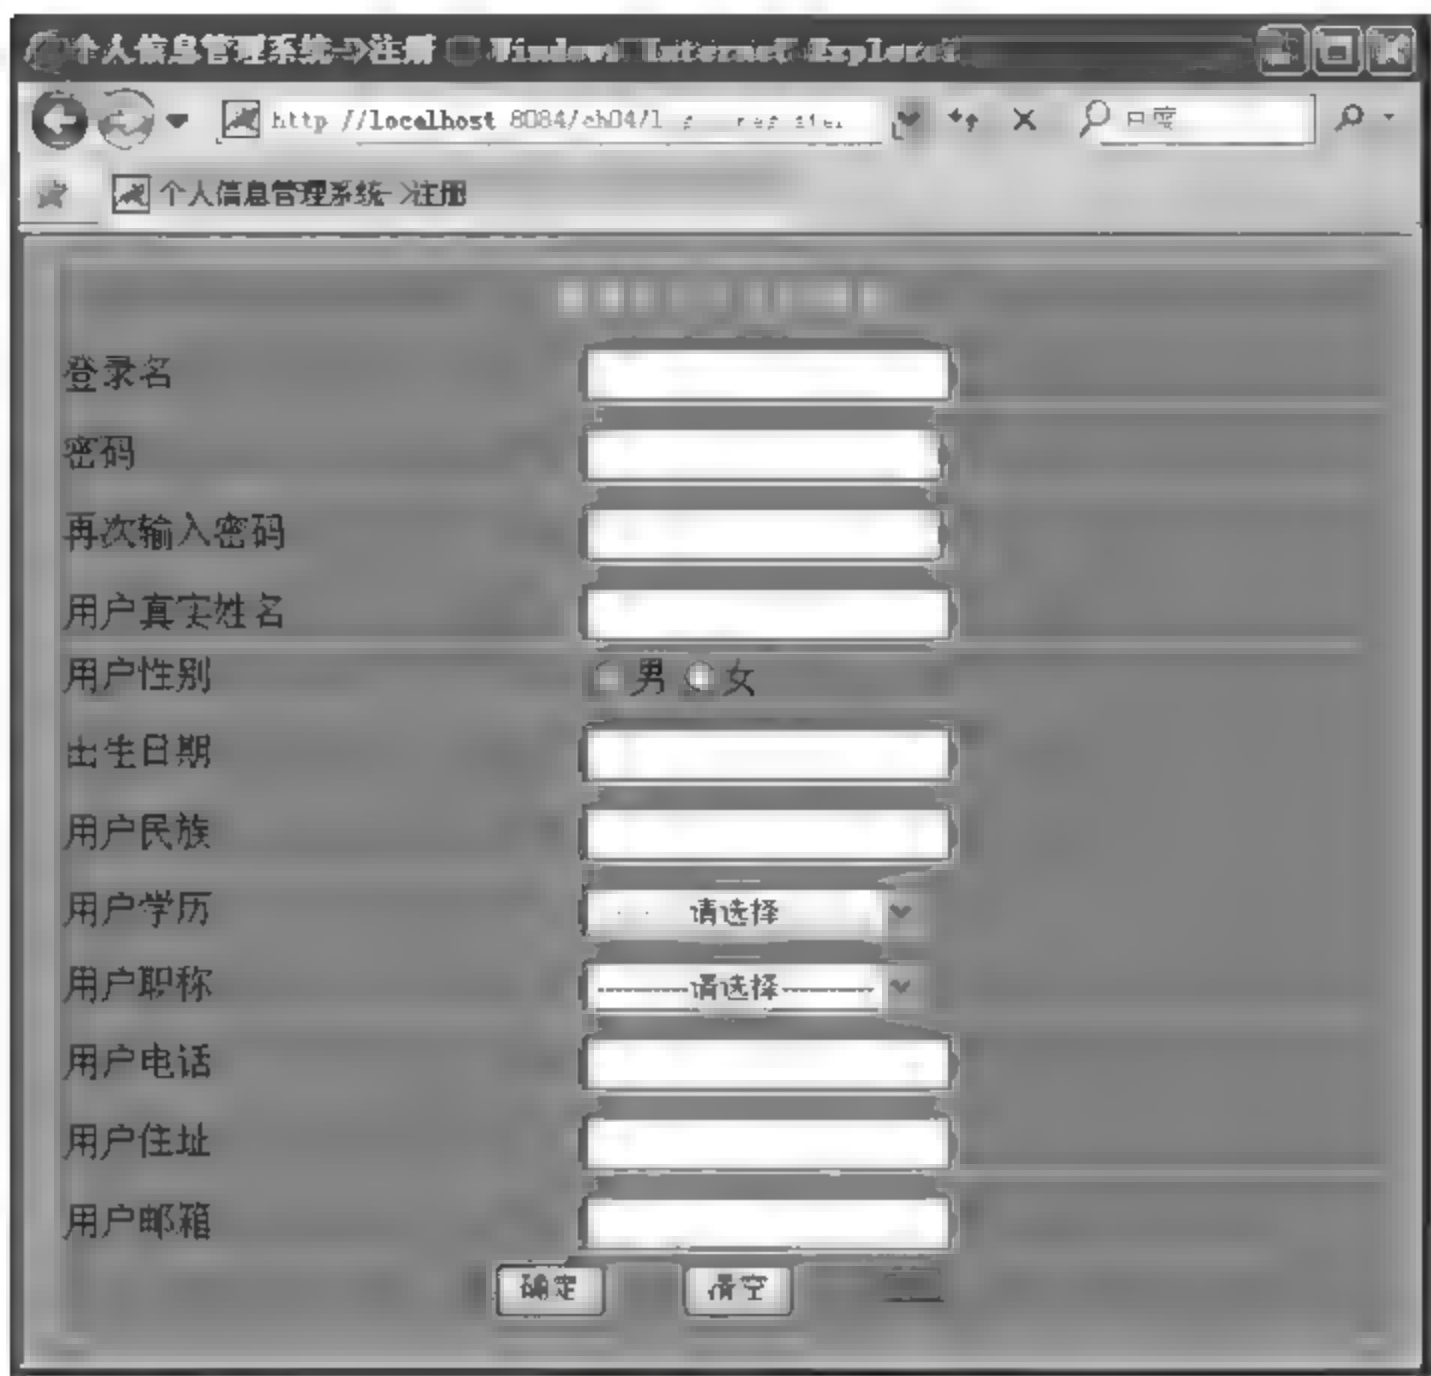 个人信息管理系统->注册 Windows Internet Explorer
http //localhost 8084/ch04/l
个人信息管理系统->注册
登录名
密码
再次输入密码
用户真实姓名
用户性别 男 女
出生日期
用户民族
用户学历 请选择
用户职称 ----------请选择----------
用户电话
用户住址
用户邮箱
确定 清空